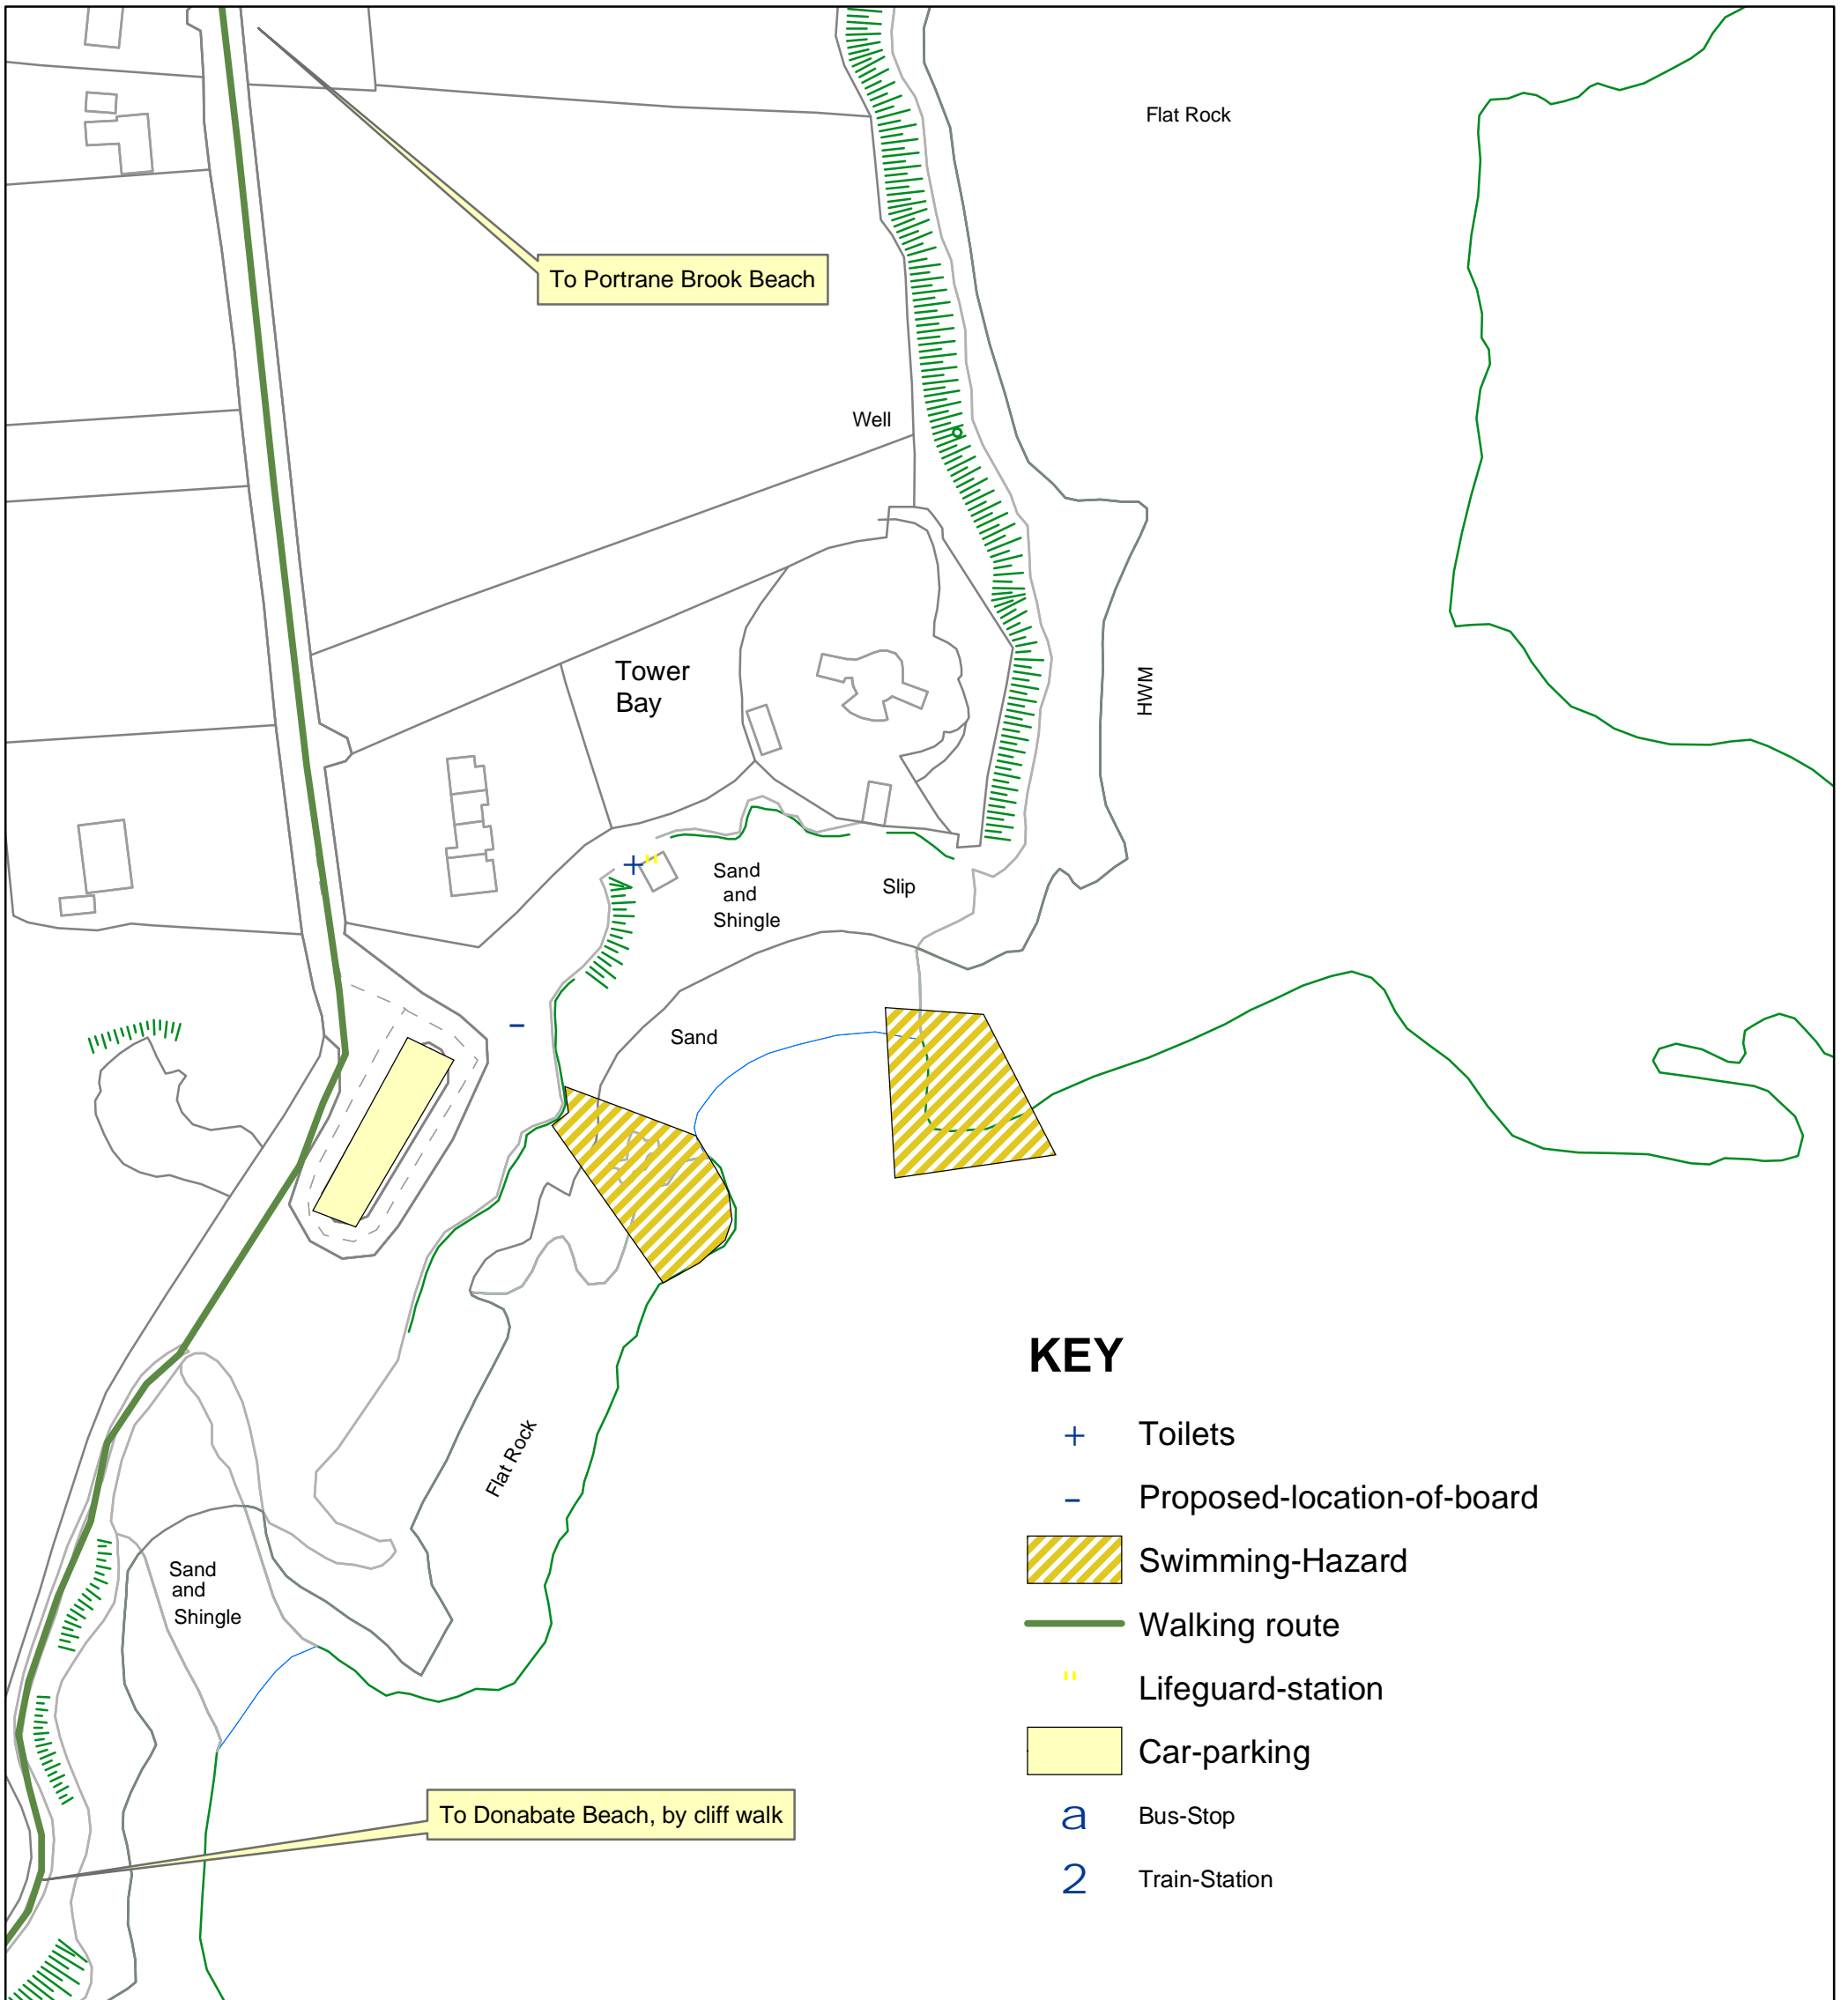 Flat Rock
To Portrane Brook Beach
Well
Tower
Bay
HWM
Sand
and
Shingle
Slip
Sand
Flat Rock
Sand
and
Shingle
To Donabate Beach, by cliff walk
KEY
+ Toilets
- Proposed-location-of-board
Swimming-Hazard
Walking route
" Lifeguard-station
Car-parking
a Bus-Stop
2 Train-Station